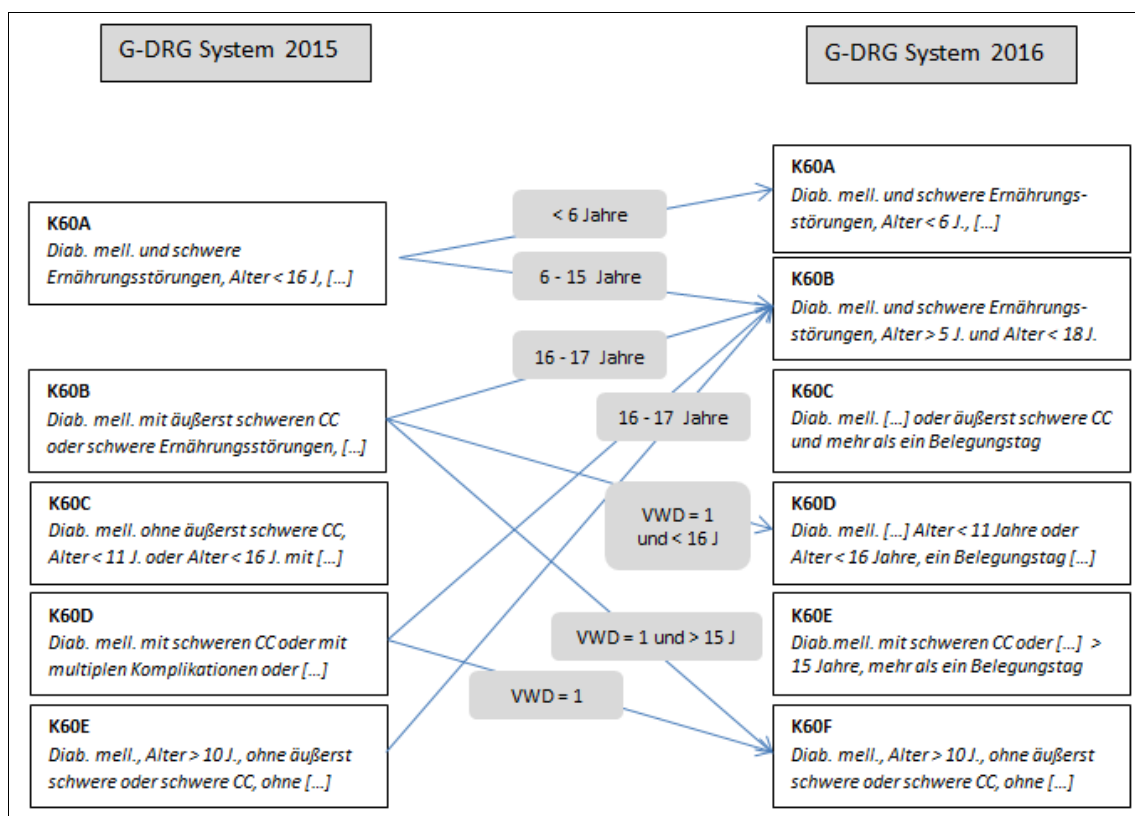 G-DRG System 2015
G-DRG System 2016
K60A
Diab. mell. und schwere
Ernährungsstörungen, Alter < 16 J, [...]
K60B
Diab. mell. mit äußerst schweren CC
oder schwere Ernährungsstörungen, [...]
K60C
Diab. mell. ohne äußerst schwere CC,
Alter < 11 J. oder Alter < 16 J. mit [...]
K60D
Diab. mell. mit schweren CC oder mit
multiplen Komplikationen oder [...]
K60E
Diab. mell., Alter > 10 J., ohne äußerst
schwere oder schwere CC, ohne [...]
< 6 Jahre
6 - 15 Jahre
16 - 17 Jahre
16 - 17 Jahre
VWD = 1
und < 16 J
VWD = 1 und > 15 J
VWD = 1
K60A
Diab. mell. und schwere Ernährungs-
störungen, Alter < 6 J., [...]
K60B
Diab. mell. und schwere Ernährungs-
störungen, Alter > 5 J. und Alter < 18 J.
K60C
Diab. mell. [...] oder äußerst schwere CC
und mehr als ein Belegungstag
K60D
Diab. mell. [...] Alter < 11 Jahre oder
Alter < 16 Jahre, ein Belegungstag [...]
K60E
Diab.mell. mit schweren CC oder [...] >
15 Jahre, mehr als ein Belegungstag
K60F
Diab. mell., Alter > 10 J., ohne äußerst
schwere oder schwere CC, ohne [...]